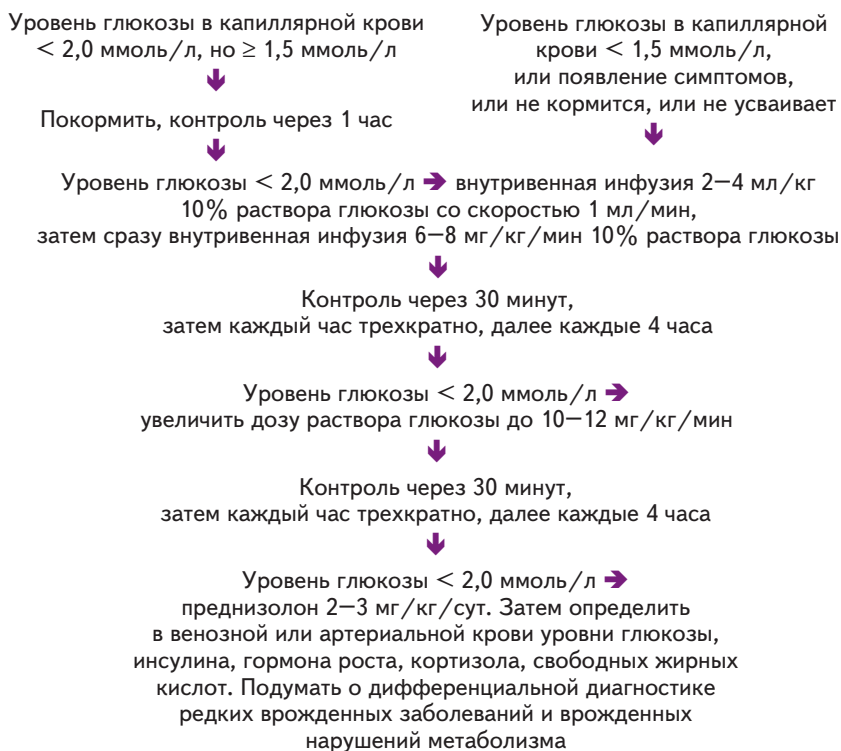 Уровень глюкозы в капиллярной крови
< 2,0 ммоль/л, но ≥ 1,5 ммоль/л
Покормить, контроль через 1 час
Уровень глюкозы в капиллярной
крови < 1,5 ммоль/л,
или появление симптомов,
или не кормится, или не усваивает
Уровень глюкозы < 2,0 ммоль/л ➔ внутривенная инфузия 2–4 мл/кг
10% раствора глюкозы со скоростью 1 мл/мин,
затем сразу внутривенная инфузия 6–8 мг/кг/мин 10% раствора глюкозы
Контроль через 30 минут,
затем каждый час трехкратно, далее каждые 4 часа
Уровень глюкозы < 2,0 ммоль/л ➔
увеличить дозу раствора глюкозы до 10–12 мг/кг/мин
Контроль через 30 минут,
затем каждый час трехкратно, далее каждые 4 часа
Уровень глюкозы < 2,0 ммоль/л ➔
преднизолон 2–3 мг/кг/сут. Затем определить
в венозной или артериальной крови уровни глюкозы,
инсулина, гормона роста, кортизола, свободных жирных
кислот. Подумать о дифференциальной диагностике
редких врожденных заболеваний и врожденных
нарушений метаболизма